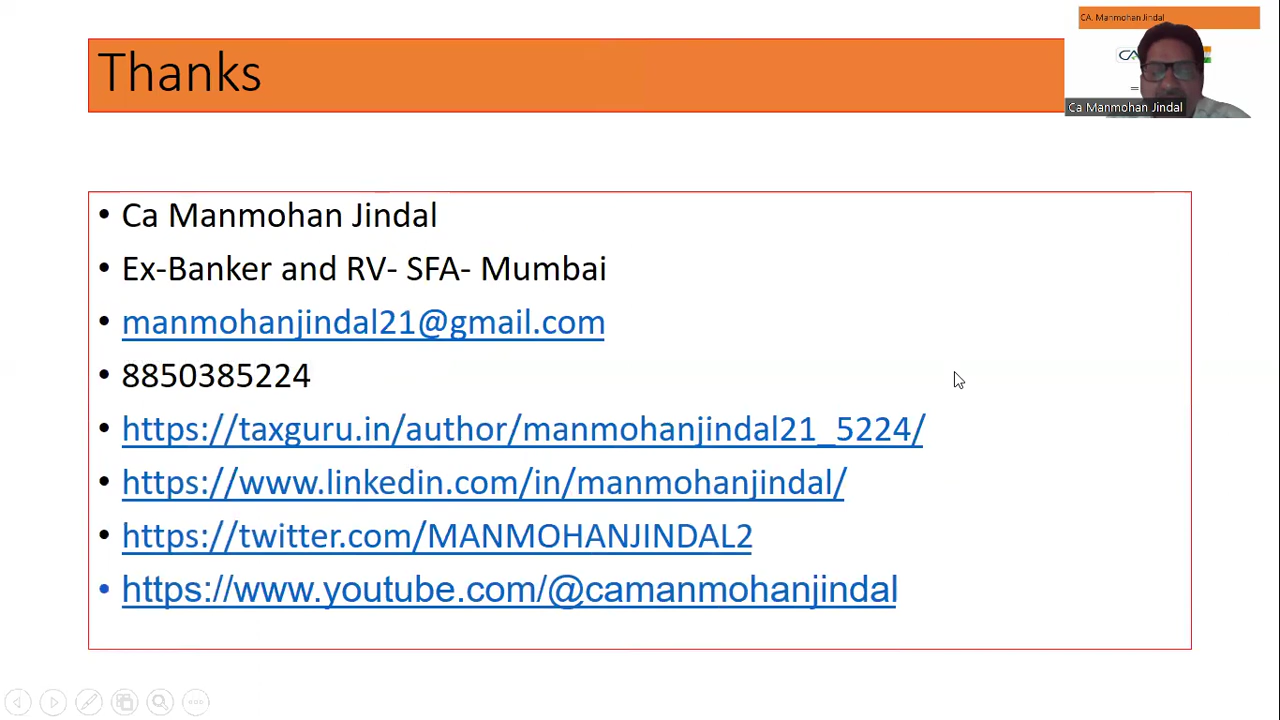 Thanks
CA. Manmohan Jindal
CA
Ca Manmohan Jindal
• Ca Manmohan Jindal
• Ex-Banker and RV- SFA- Mumbai
• manmohanjindal21@gmail.com
• 8850385224
• https://taxguru.in/author/manmohanjindal21_5224/
• https://www.linkedin.com/in/manmohanjindal/
• https://twitter.com/MANMOHANJINDAL2
• https://www.youtube.com/@camanmohanjindal